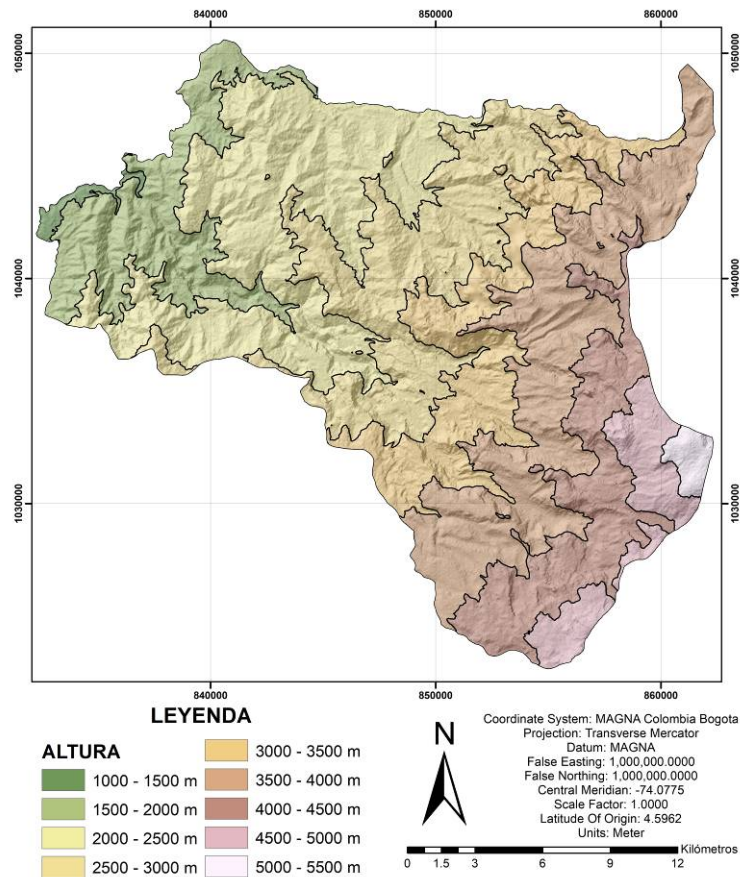 840000 850000 860000
1050000 1050000
1040000 1040000
1030000 1030000
840000 850000 860000
LEYENDA
ALTURA
1000 - 1500 m
1500 - 2000 m
2000 - 2500 m
2500 - 3000 m
3000 - 3500 m
3500 - 4000 m
4000 - 4500 m
4500 - 5000 m
5000 - 5500 m
N
Coordinate System: MAGNA Colombia Bogota
Projection: Transverse Mercator
Datum: MAGNA
False Easting: 1,000,000.0000
False Northing: 1,000,000.0000
Central Meridian: -74.0775
Scale Factor: 1.0000
Latitude Of Origin: 4.5962
Units: Meter
Kilómetros
0 1.5 3 6 9 12